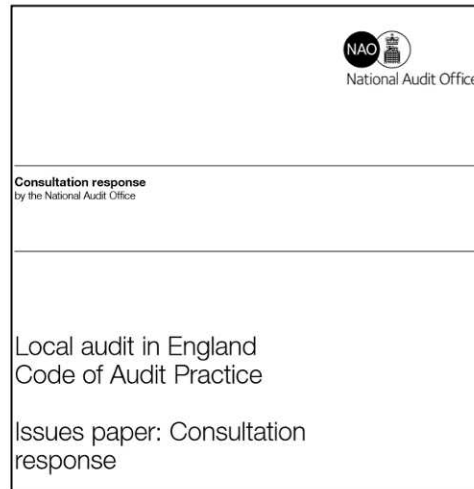 NAO
National Audit Office
Consultation response
by the National Audit Office
Local audit in England
Code of Audit Practice
Issues paper: Consultation
response